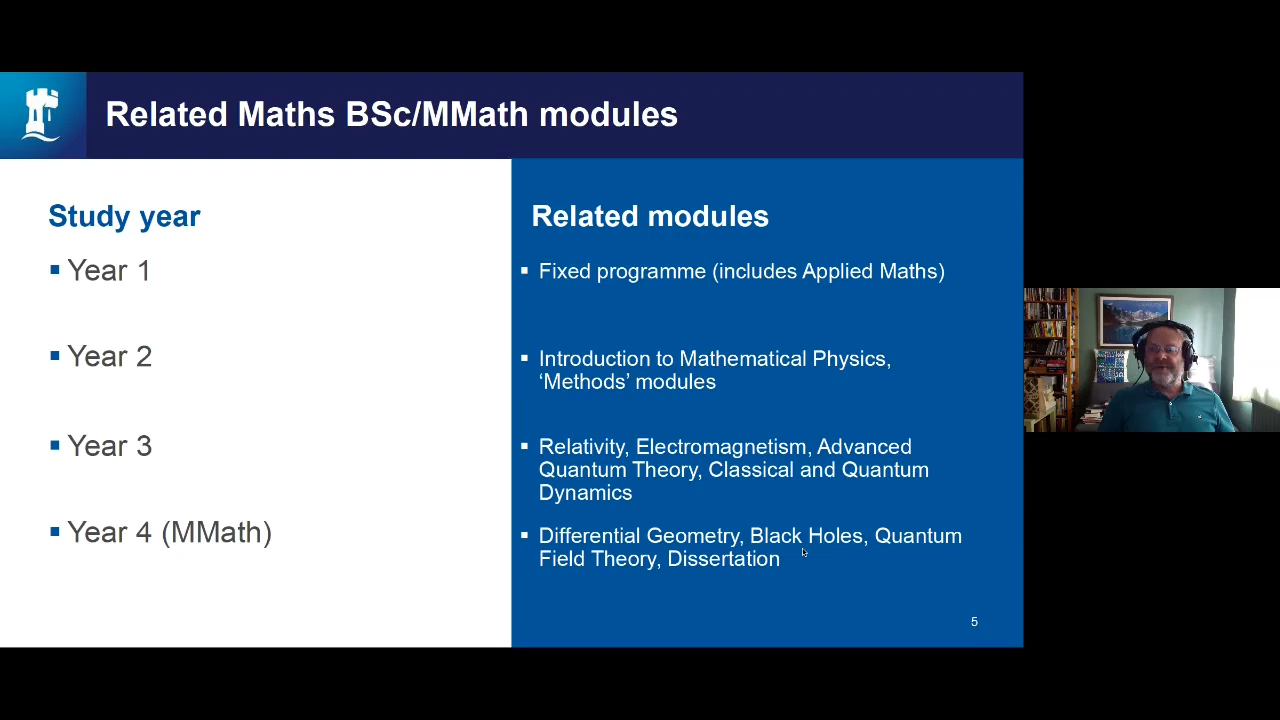 Related Maths BSc/MMath modules
Study year
Related modules
▪ Year 1
▪ Fixed programme (includes Applied Maths)
▪ Year 2
▪ Introduction to Mathematical Physics,
‘Methods’ modules
▪ Year 3
▪ Relativity, Electromagnetism, Advanced
Quantum Theory, Classical and Quantum
Dynamics
▪ Year 4 (MMath)
▪ Differential Geometry, Black Holes, Quantum
Field Theory, Dissertation
5